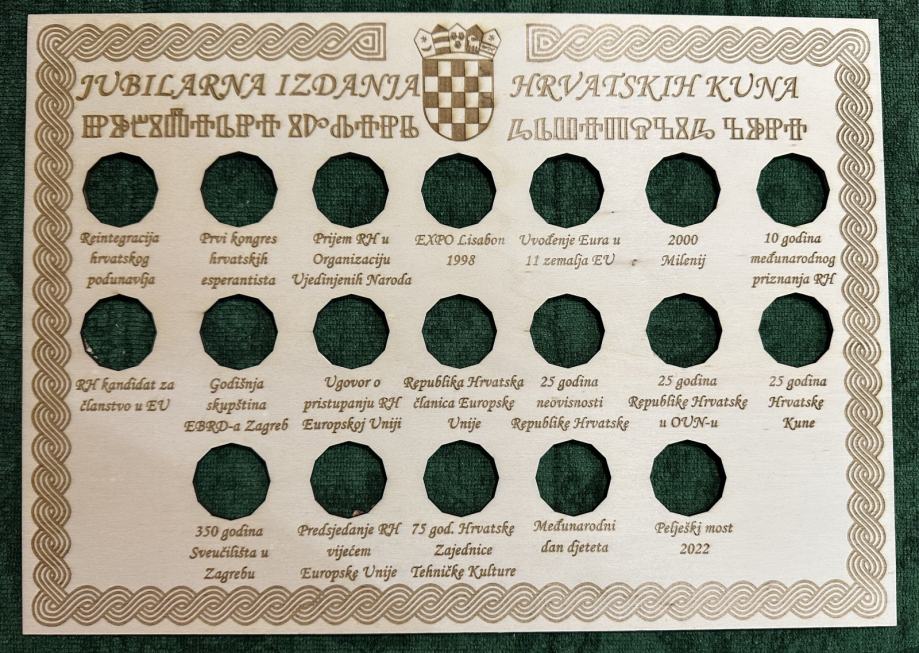 JUBILARNA IZDANJA HRVATSKIH KUNA
Reintegracija
hrvatskog
podunavlja
Prvi kongres
hrvatskih
esperantista
Prijem RH u
Organizaciju
Ujedinjenih Naroda
EXPO Lisabon
1998
Uvođenje Eura u
11 zemalja EU
2000
Milenij
10 godina
međunarodnog
priznanja RH
RH kandidat za
članstvo u EU
Godišnja
skupština
EBRD-a Zagreb
Ugovor o
pristupanju RH
Europskoj Uniji
Republika Hrvatska
članica Europske
Unije
25 godina
neovisnosti
Republike Hrvatske
25 godina
Republike Hrvatske
u OUN-u
25 godina
Hrvatske
Kune
350 godina
Sveučilišta u
Zagrebu
Predsjedanje RH
vijećem
Europske Unije
75 god. Hrvatske
Zajednice
Tehničke Kulture
Međunarodni
dan djeteta
Pelješki most
2022